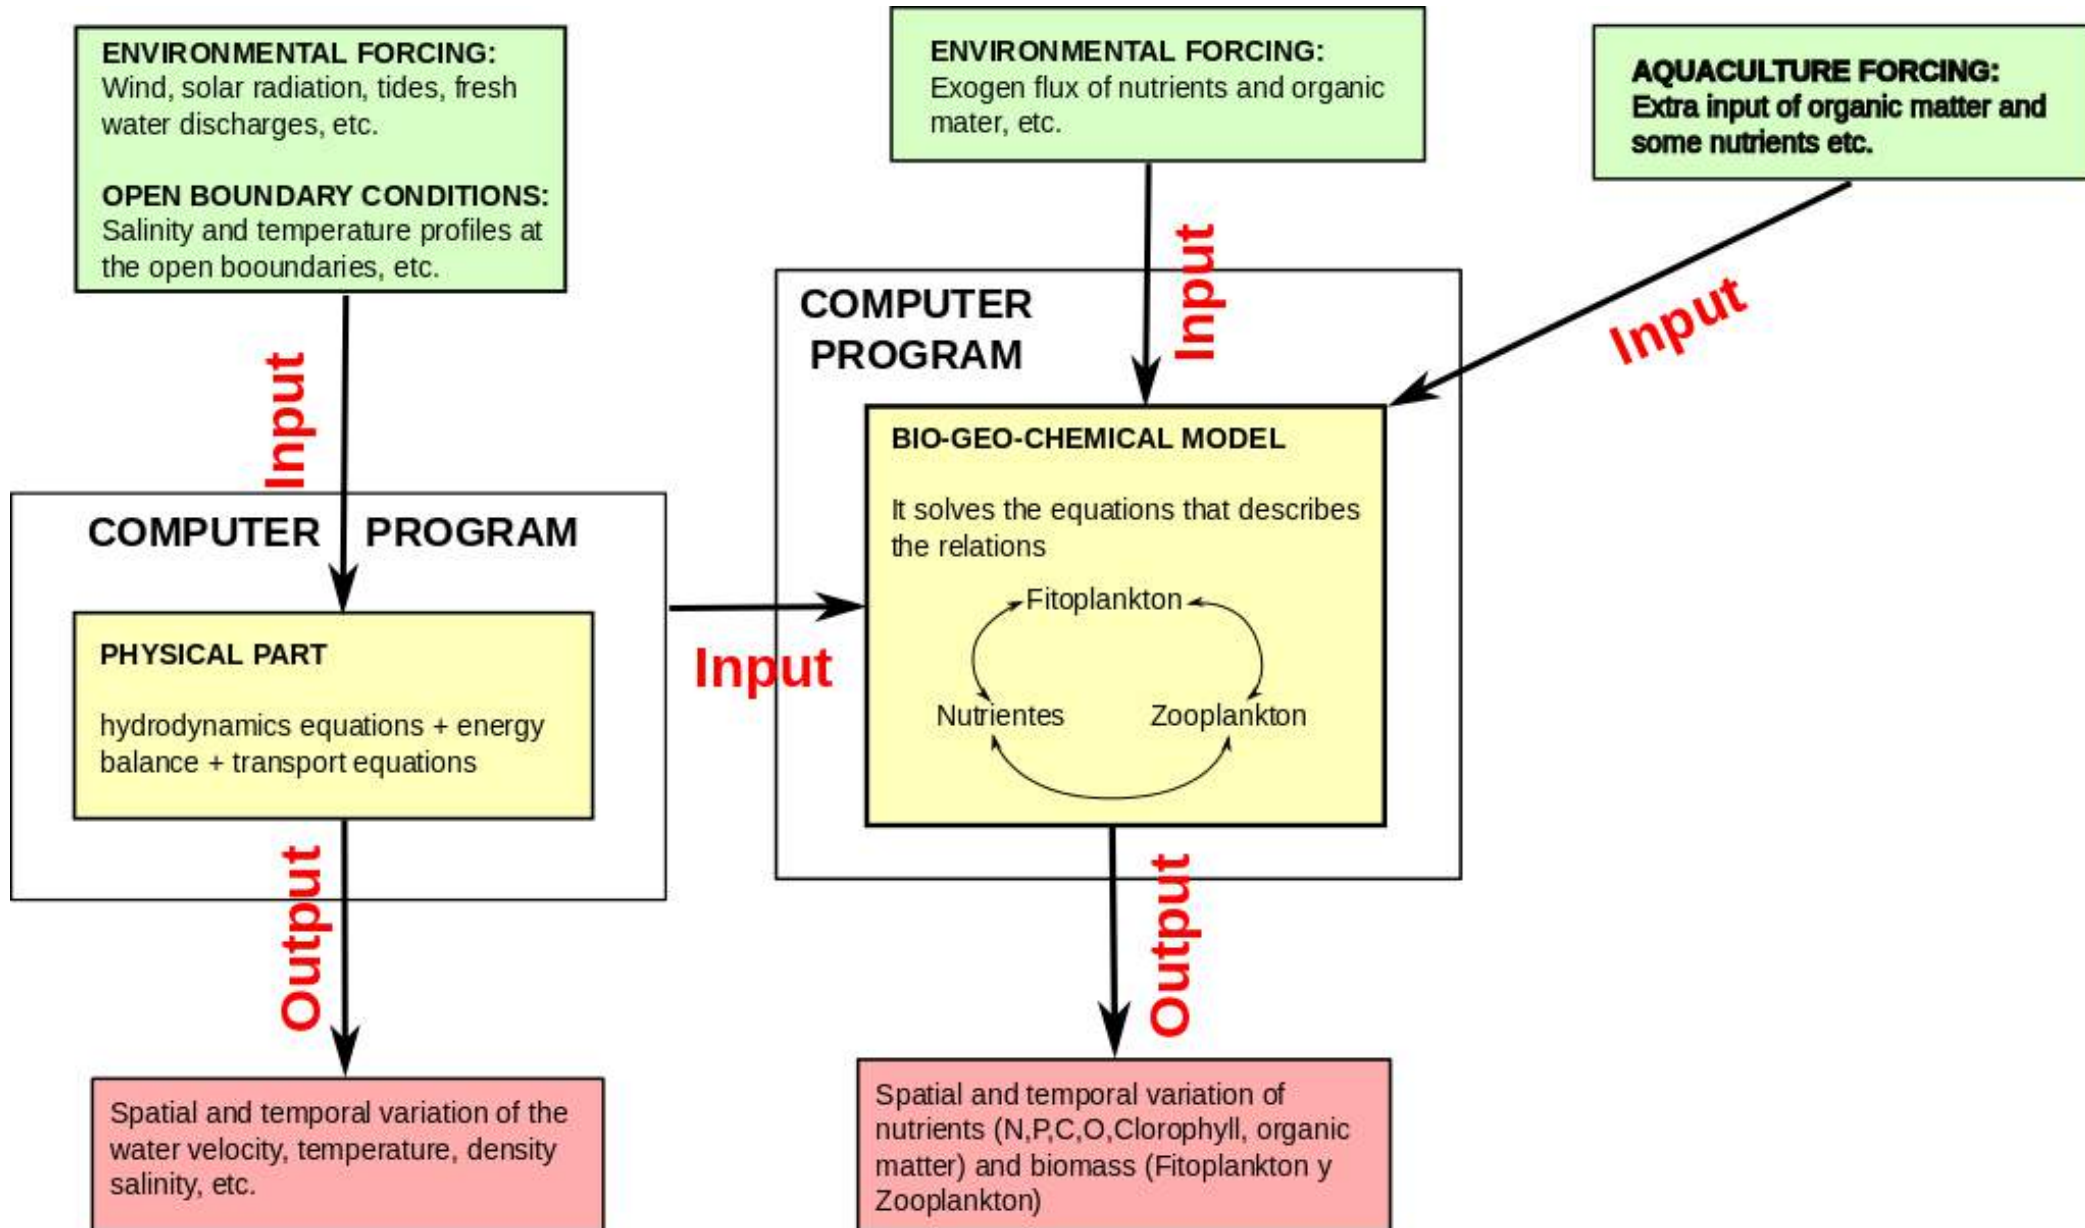 ENVIRONMENTAL FORCING:
Wind, solar radiation, tides, fresh
water discharges, etc.
OPEN BOUNDARY CONDITIONS:
Salinity and temperature profiles at
the open booundaries, etc.
ENVIRONMENTAL FORCING:
Exogen flux of nutrients and organic
mater, etc.
AQUACULTURE FORCING:
Extra input of organic matter and
some nutrients etc.
Input
Input
Input
COMPUTER PROGRAM
PHYSICAL PART
hydrodynamics equations + energy
balance + transport equations
Input
COMPUTER
PROGRAM
BIO-GEO-CHEMICAL MODEL
It solves the equations that describes
the relations
Fitoplankton
Nutrientes
Zooplankton
Output
Output
Spatial and temporal variation of the
water velocity, temperature, density
salinity, etc.
Spatial and temporal variation of
nutrients (N,P,C,O,Clorophyll, organic
matter) and biomass (Fitoplankton y
Zooplankton)